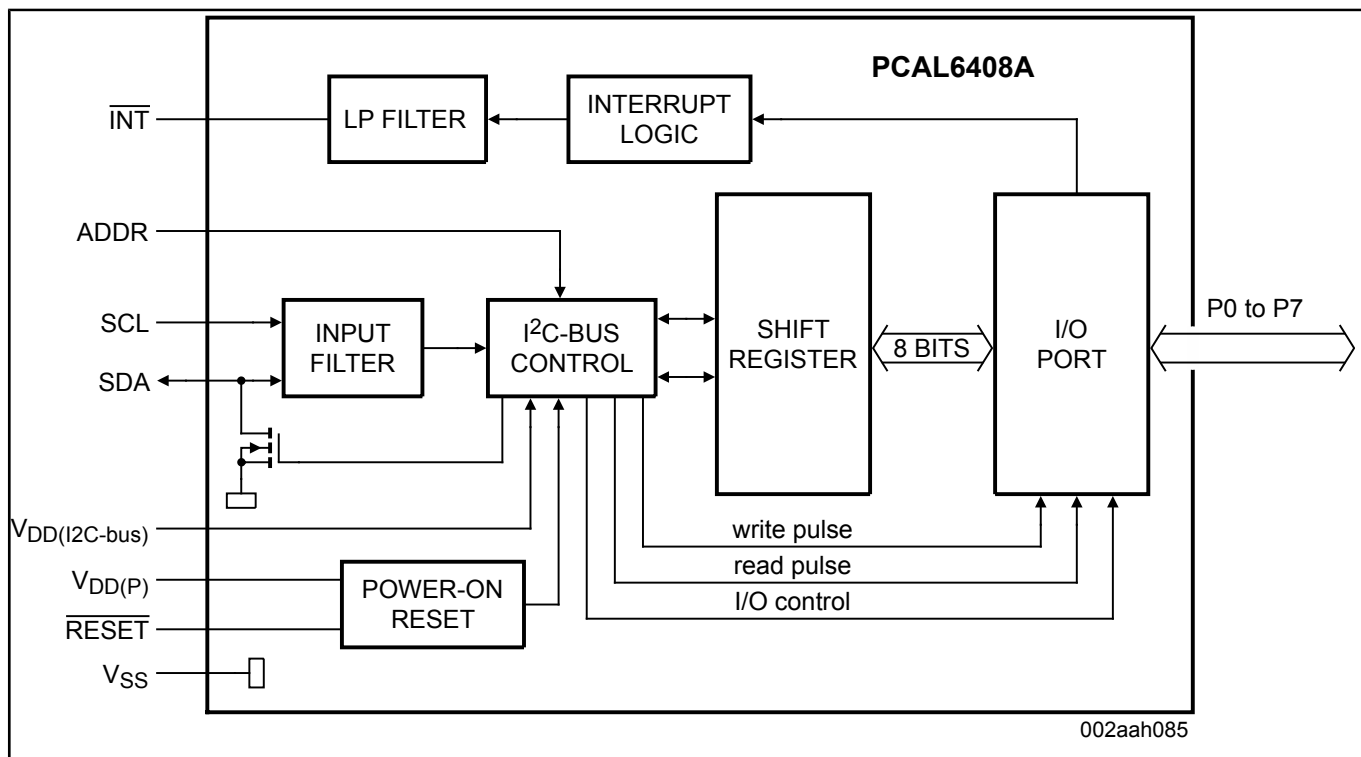 PCAL6408A
INT
LP FILTER
INTERRUPT
LOGIC
ADDR
SCL
SDA
INPUT
FILTER
I2C-BUS
CONTROL
SHIFT
REGISTER
8 BITS
I/O
PORT
P0 to P7
VDD(I2C-bus)
VDD(P)
RESET
VSS
POWER-ON
RESET
write pulse
read pulse
I/O control
002aah085